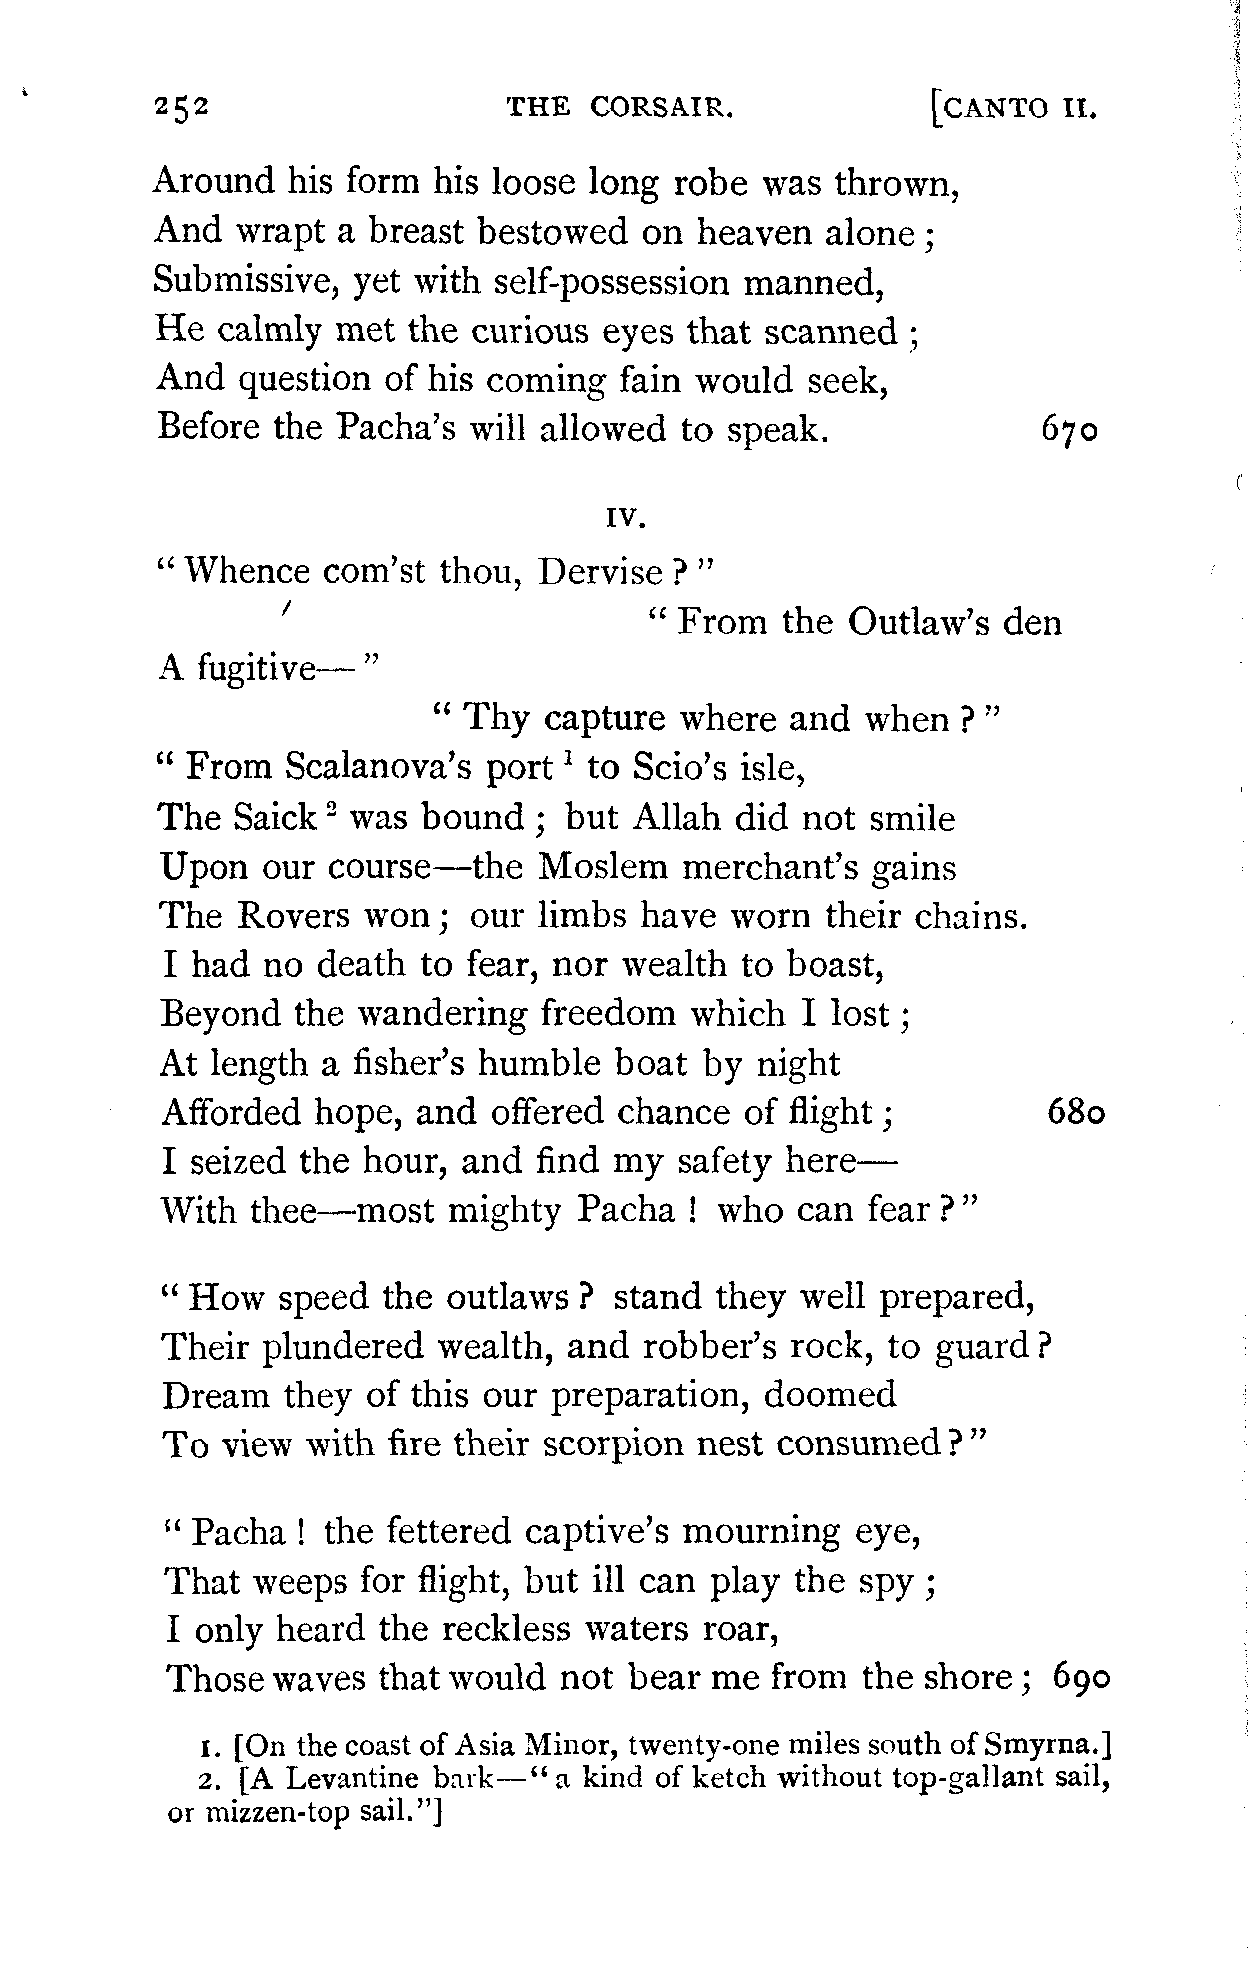 252 THE CORSAIR. [CANTO II.
Around his form his loose long robe was thrown,
And wrapt a breast bestowed on heaven alone ;
Submissive, yet with self-possession manned,
He calmly met the curious eyes that scanned ;
And question of his coming fain would seek,
Before the Pacha's will allowed to speak. 670
IV.
“ Whence com'st thou, Dervise ? ”
“ From the Outlaw's den
A fugitive— ”
“ Thy capture where and when ? ”
“ From Scalanova's port ¹ to Scio's isle,
The Saick ² was bound ; but Allah did not smile
Upon our course—the Moslem merchant's gains
The Rovers won ; our limbs have worn their chains.
I had no death to fear, nor wealth to boast,
Beyond the wandering freedom which I lost ;
At length a fisher's humble boat by night
Afforded hope, and offered chance of flight ; 680
I seized the hour, and find my safety here—
With thee—most mighty Pacha ! who can fear ? ”
“ How speed the outlaws ? stand they well prepared,
Their plundered wealth, and robber's rock, to guard ?
Dream they of this our preparation, doomed
To view with fire their scorpion nest consumed ? ”
“ Pacha ! the fettered captive's mourning eye,
That weeps for flight, but ill can play the spy ;
I only heard the reckless waters roar,
Those waves that would not bear me from the shore ; 690
1. [On the coast of Asia Minor, twenty-one miles south of Smyrna.]
2. [A Levantine bark—“ a kind of ketch without top-gallant sail,
or mizzen-top sail.”]